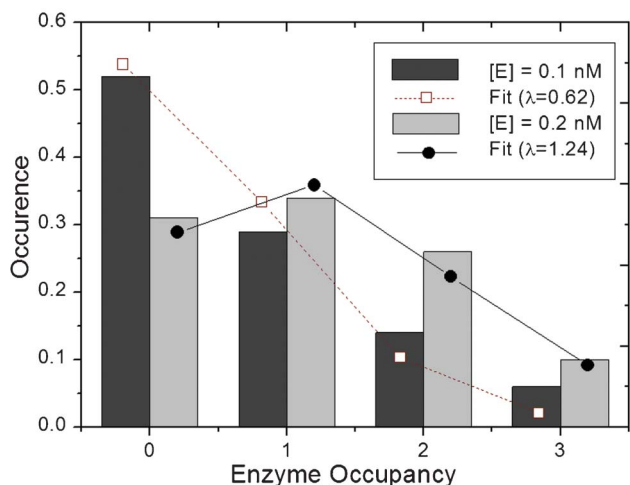 0.6
0.5
0.4
0.3
0.2
0.1
0.0
Occurence
[E] = 0.1 nM
Fit (λ=0.62)
[E] = 0.2 nM
Fit (λ=1.24)
0 1 2 3
Enzyme Occupancy